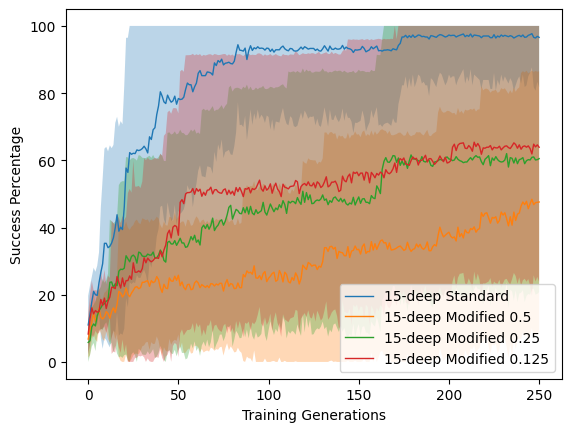 100
80
60
40
20
0
Success Percentage
0 50 100 150 200 250
Training Generations
15-deep Standard
15-deep Modified 0.5
15-deep Modified 0.25
15-deep Modified 0.125